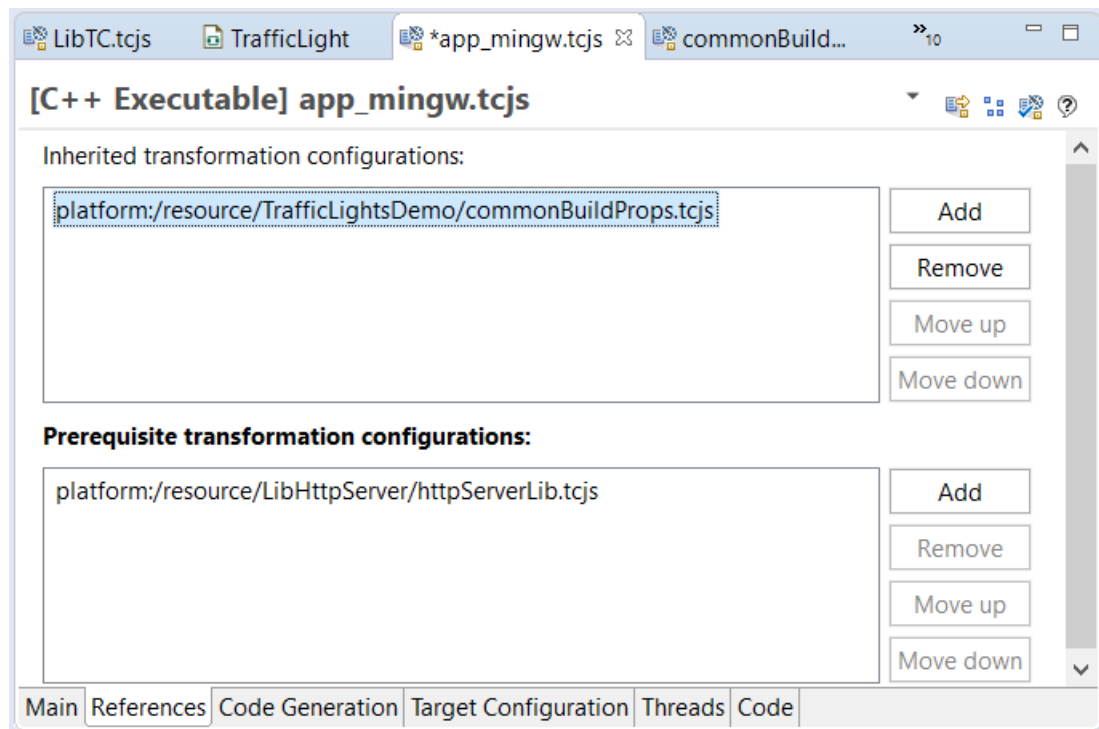 LibTC.tcjs TrafficLight *app_mingw.tcjs commonBuild... »10
[C++ Executable] app_mingw.tcjs
Inherited transformation configurations:
platform:/resource/TrafficLightsDemo/commonBuildProps.tcjs
Add
Remove
Move up
Move down
Prerequisite transformation configurations:
platform:/resource/LibHttpServer/httpServerLib.tcjs
Add
Remove
Move up
Move down
Main References Code Generation Target Configuration Threads Code